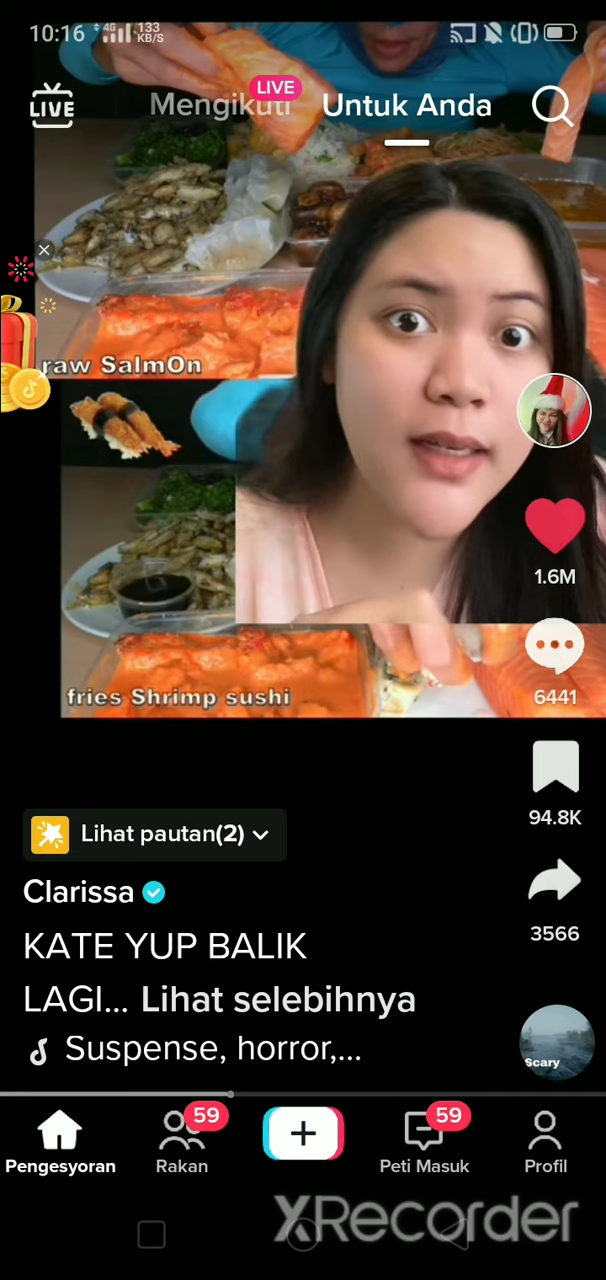 10:16 4G 133 KB/S
LIVE
Mengikuti LIVE Untuk Anda
raw SalmOn
1.6M
fries Shrimp sushi
6441
94.8K
Lihat pautan(2)
Clarissa
3566
KATE YUP BALIK
LAGI... Lihat selebihnya
Suspense, horror,...
Scary
59
59
Pengesyoran
Rakan
Peti Masuk
Profil
XRecorder